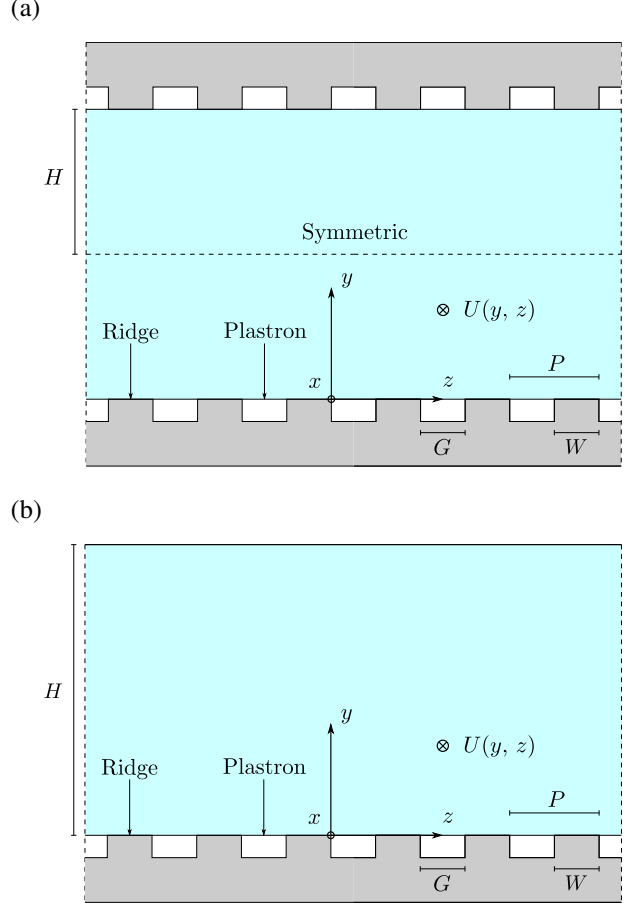 (a)
H
Symmetric
y
⊗ U(y, z)
Ridge
Plastron
P
x
z
G
W
(b)
H
y
⊗ U(y, z)
Ridge
Plastron
P
x
z
G
W